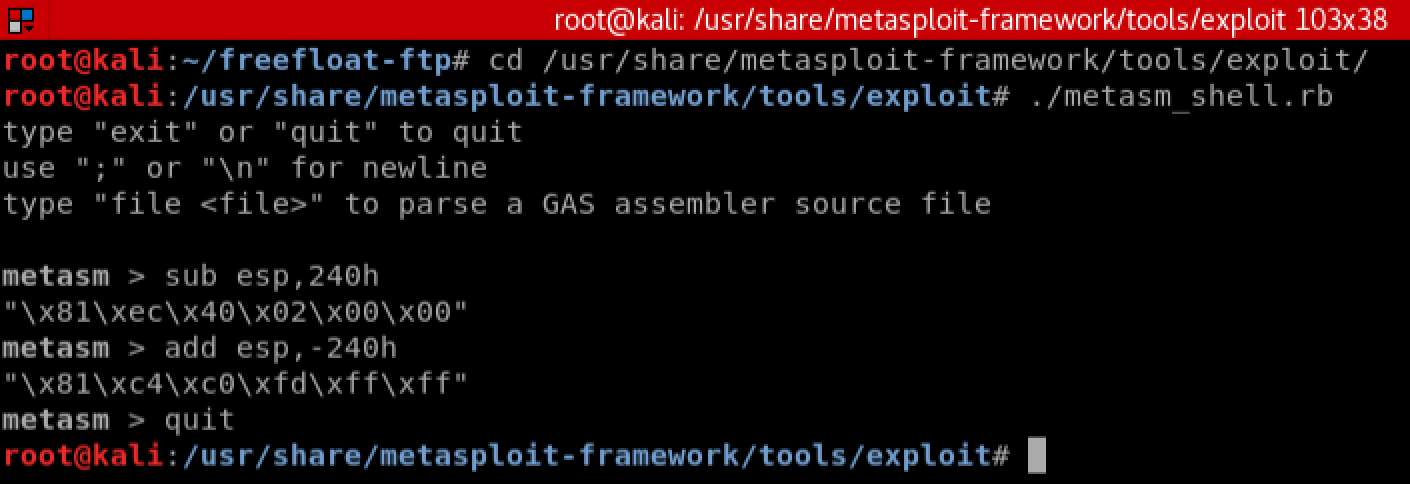 root@kali: /usr/share/metasploit-framework/tools/exploit 103x38
root@kali:~/freefloat-ftp# cd /usr/share/metasploit-framework/tools/exploit/
root@kali:/usr/share/metasploit-framework/tools/exploit# ./metasm_shell.rb
type "exit" or "quit" to quit
use ";" or "\n" for newline
type "file <file>" to parse a GAS assembler source file
metasm > sub esp,240h
"\x81\xec\x40\x02\x00\x00"
metasm > add esp,-240h
"\x81\xc4\xc0\xfd\xff\xff"
metasm > quit
root@kali:/usr/share/metasploit-framework/tools/exploit#